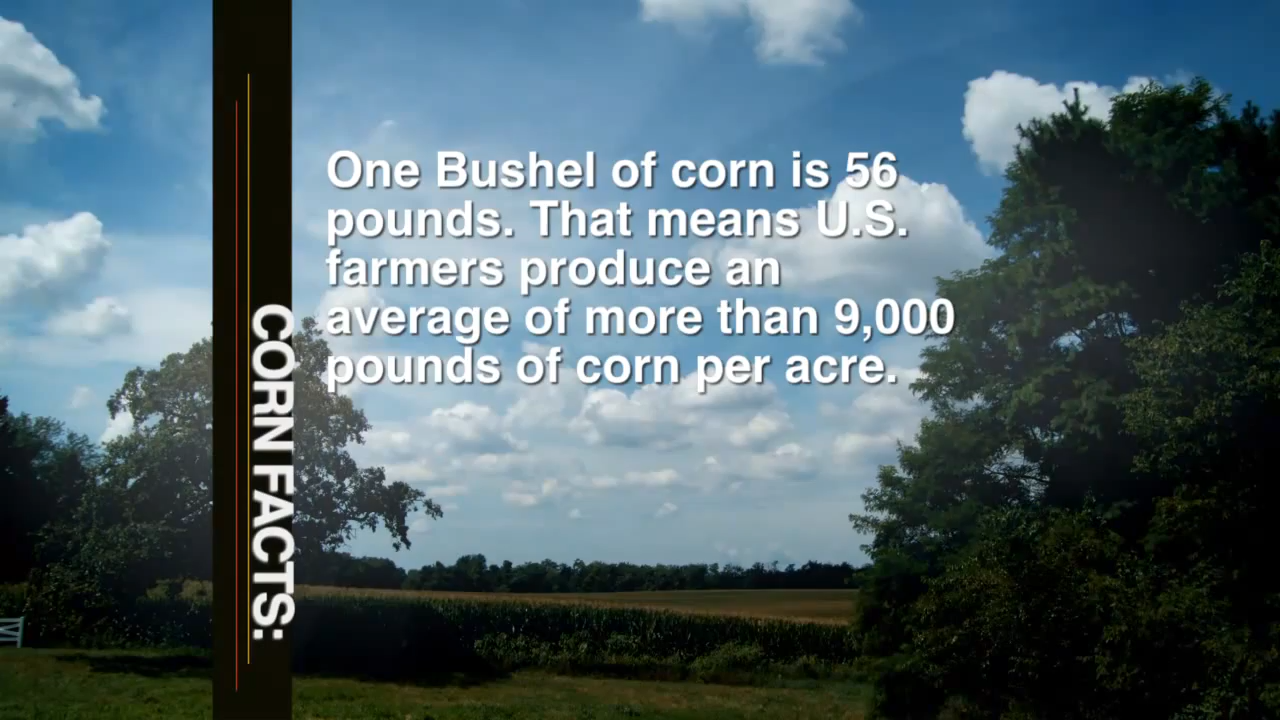 CORN FACTS:
One Bushel of corn is 56
pounds. That means U.S.
farmers produce an
average of more than 9,000
pounds of corn per acre.